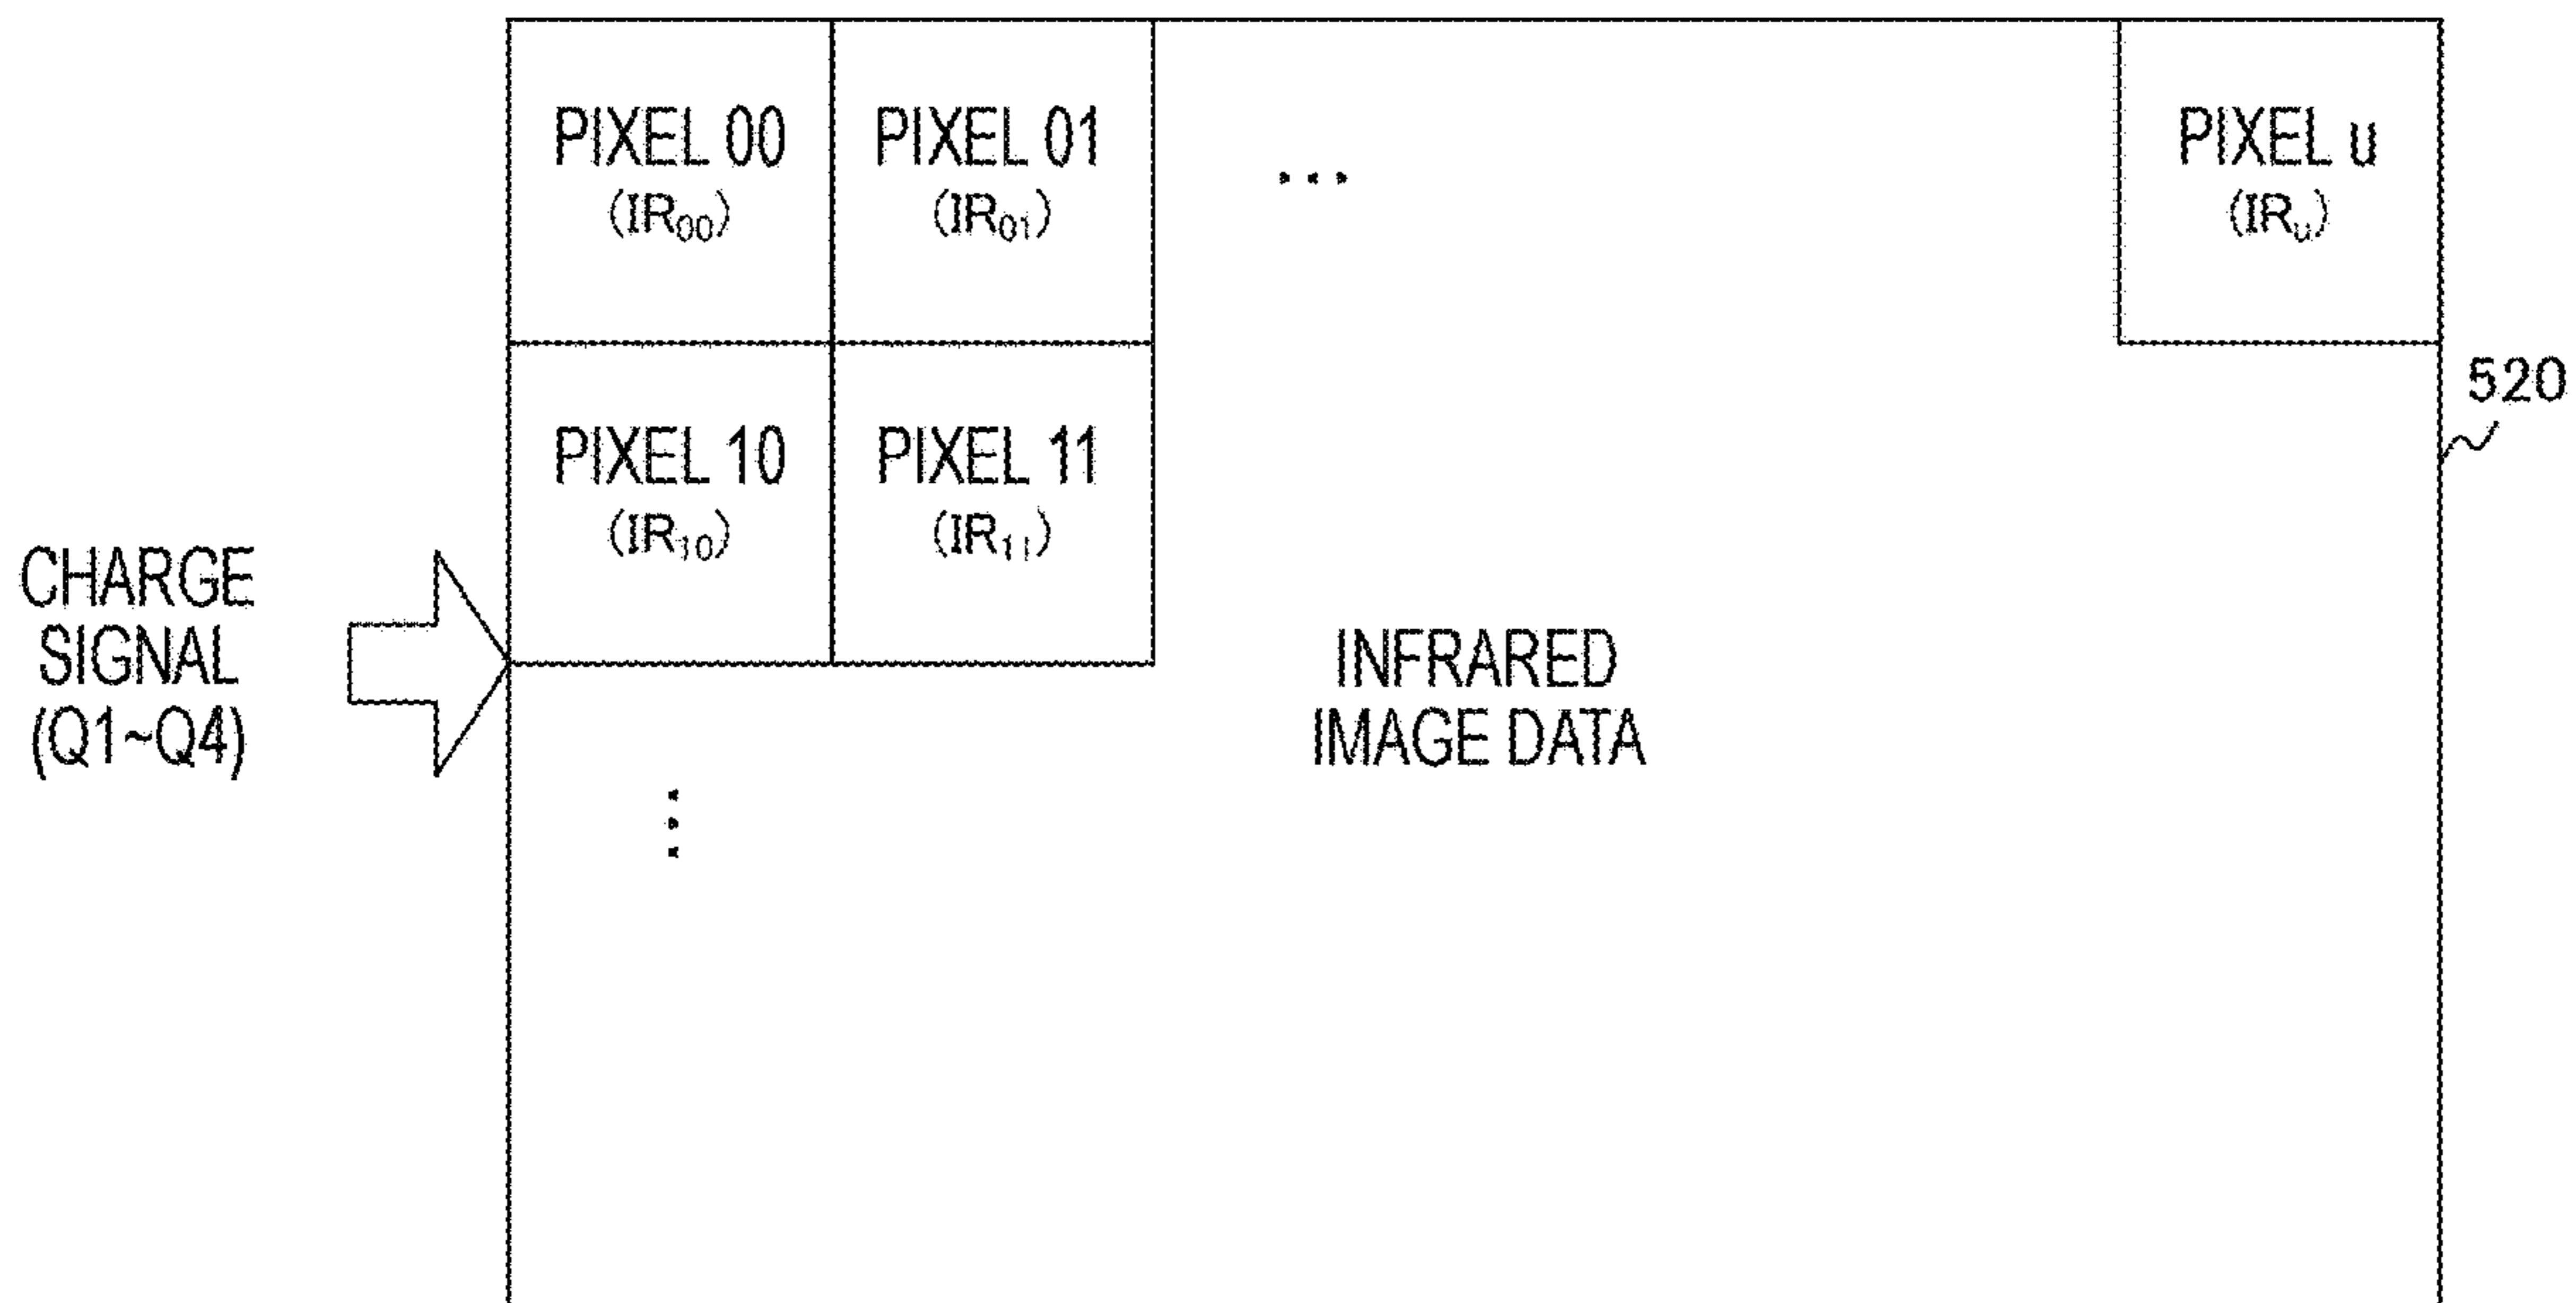 PIXEL 00
(IR₀₀)
PIXEL 01
(IR₀₁)
...
PIXEL u
(IRᵤ)
520
PIXEL 10
(IR₁₀)
PIXEL 11
(IR₁₁)
CHARGE
SIGNAL
(Q1~Q4)
INFRARED
IMAGE DATA